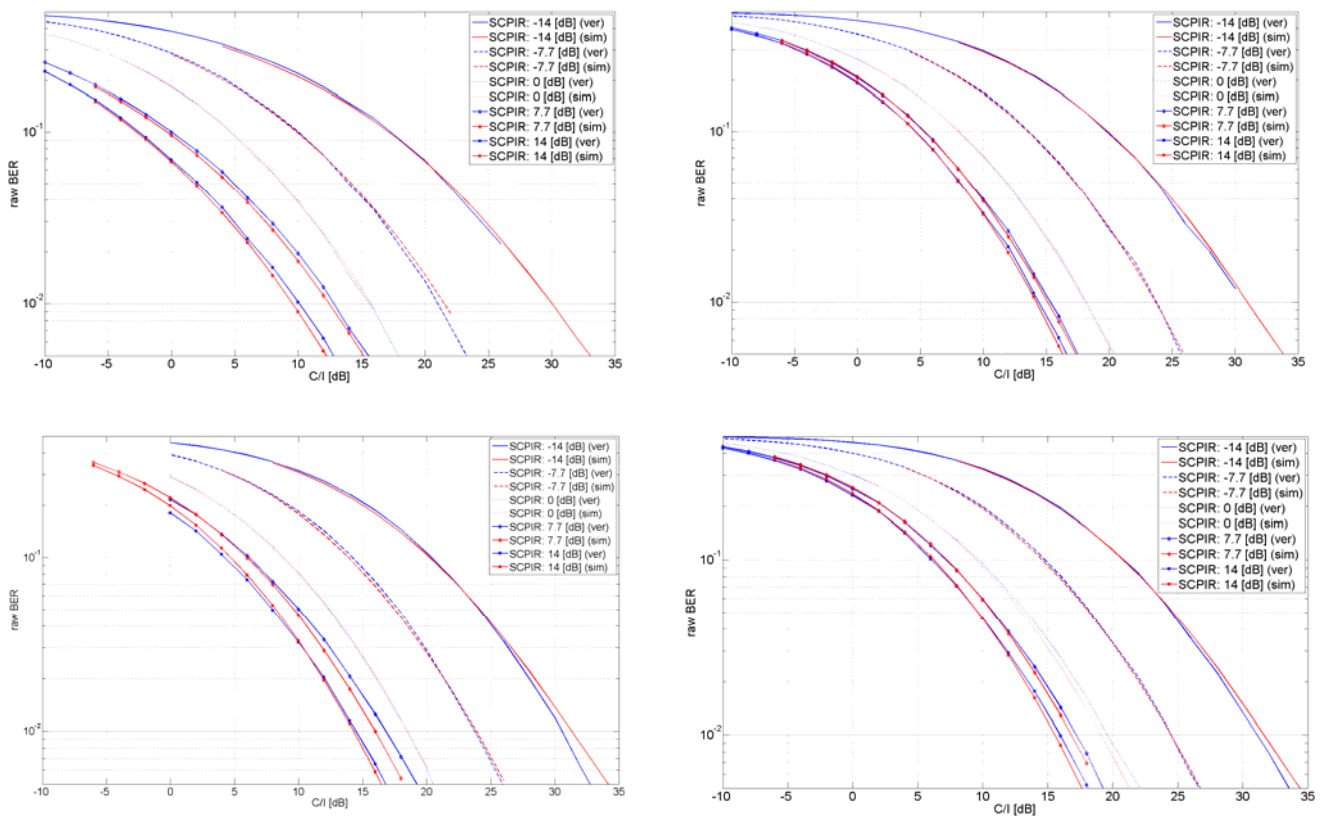 SCPIR: -14 [dB] (ver)
SCPIR: -14 [dB] (sim)
SCPIR: -7.7 [dB] (ver)
SCPIR: -7.7 [dB] (sim)
SCPIR: 0 [dB] (ver)
SCPIR: 0 [dB] (sim)
SCPIR: 7.7 [dB] (ver)
SCPIR: 7.7 [dB] (sim)
SCPIR: 14 [dB] (ver)
SCPIR: 14 [dB] (sim)
raw BER
10-1
10-2
-10 -5 0 5 10 15 20 25 30 35
C/I [dB]
SCPIR: -14 [dB] (ver)
SCPIR: -14 [dB] (sim)
SCPIR: -7.7 [dB] (ver)
SCPIR: -7.7 [dB] (sim)
SCPIR: 0 [dB] (ver)
SCPIR: 0 [dB] (sim)
SCPIR: 7.7 [dB] (ver)
SCPIR: 7.7 [dB] (sim)
SCPIR: 14 [dB] (ver)
SCPIR: 14 [dB] (sim)
raw BER
10-1
10-2
-10 -5 0 5 10 15 20 25 30 35
C/I [dB]
SCPIR: -14 [dB] (ver)
SCPIR: -14 [dB] (sim)
SCPIR: -7.7 [dB] (ver)
SCPIR: -7.7 [dB] (sim)
SCPIR: 0 [dB] (ver)
SCPIR: 0 [dB] (sim)
SCPIR: 7.7 [dB] (ver)
SCPIR: 7.7 [dB] (sim)
SCPIR: 14 [dB] (ver)
SCPIR: 14 [dB] (sim)
raw BER
10-1
10-2
-10 -5 0 5 10 15 20 25 30 35
C/I [dB]
SCPIR: -14 [dB] (ver)
SCPIR: -14 [dB] (sim)
SCPIR: -7.7 [dB] (ver)
SCPIR: -7.7 [dB] (sim)
SCPIR: 0 [dB] (ver)
SCPIR: 0 [dB] (sim)
SCPIR: 7.7 [dB] (ver)
SCPIR: 7.7 [dB] (sim)
SCPIR: 14 [dB] (ver)
SCPIR: 14 [dB] (sim)
raw BER
10-1
10-2
-10 -5 0 5 10 15 20 25 30 35
C/I [dB]